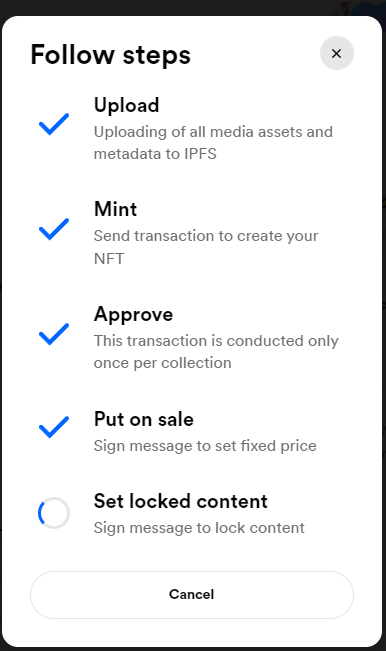 Follow steps
Upload
Uploading of all media assets and
metadata to IPFS
Mint
Send transaction to create your
NFT
Approve
This transaction is conducted only
once per collection
Put on sale
Sign message to set fixed price
Set locked content
Sign message to lock content
Cancel